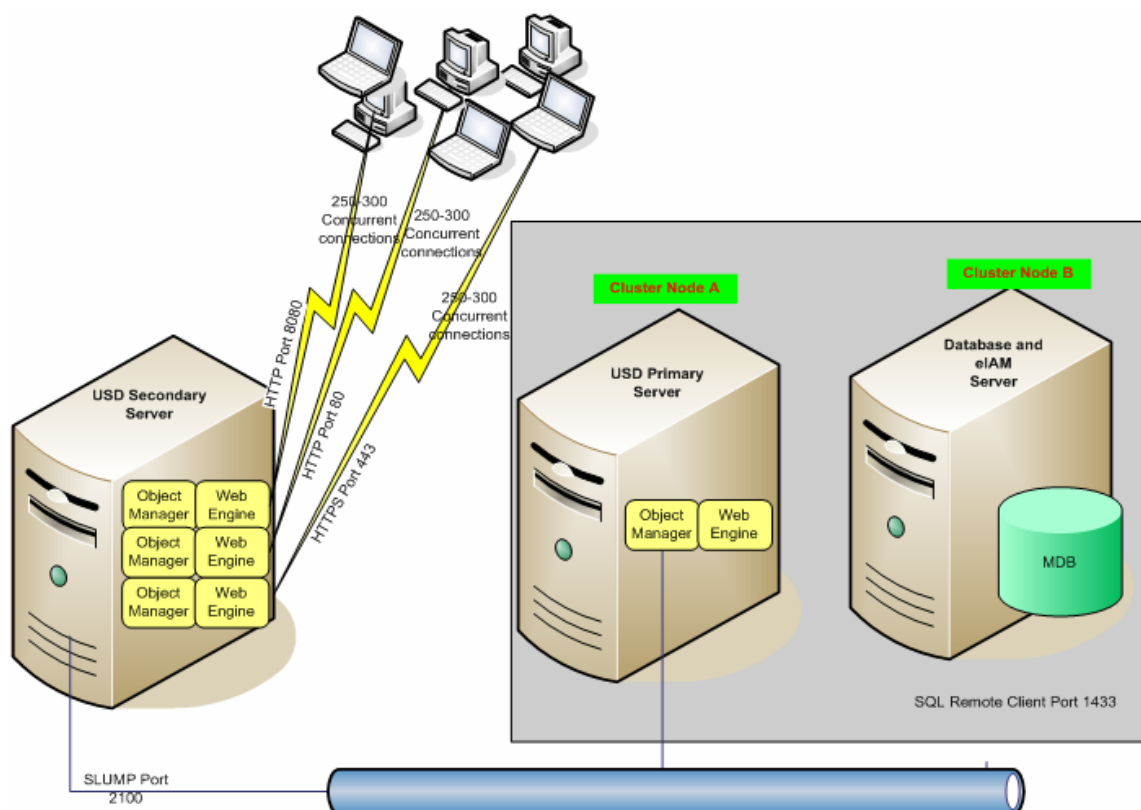 250-300
Concurrent
connections
250-300
Concurrent
connections
250-300
Concurrent
connections
HTTP Port 8080
HTTP Port 80
HTTPS Port 443
USD Secondary
Server
Object
Manager
Web
Engine
Object
Manager
Web
Engine
Object
Manager
Web
Engine
Cluster Node A
USD Primary
Server
Object
Manager
Web
Engine
Cluster Node B
Database and
eIAM
Server
MDB
SQL Remote Client Port 1433
SLUMP Port
2100